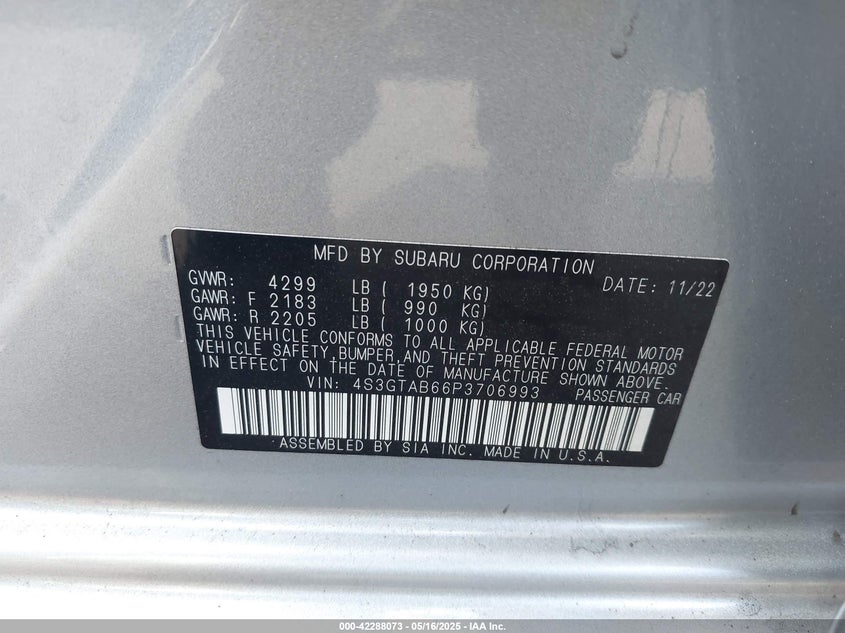 MFD BY SUBARU CORPORATION
GVWR: 4299 LB ( 1950 KG) DATE: 11/22
GAWR: F 2183 LB ( 990 KG)
GAWR: R 2205 LB ( 1000 KG)
THIS VEHICLE CONFORMS TO ALL APPLICABLE FEDERAL MOTOR
VEHICLE SAFETY,BUMPER,AND THEFT PREVENTION STANDARDS
IN EFFECT ON THE DATE OF MANUFACTURE SHOWN ABOVE.
VIN: 4S3GTAB66P3706993 PASSENGER CAR
ASSEMBLED BY SIA INC. MADE IN U.S.A.
000-42288073 - 05/16/2025 - IAA Inc.